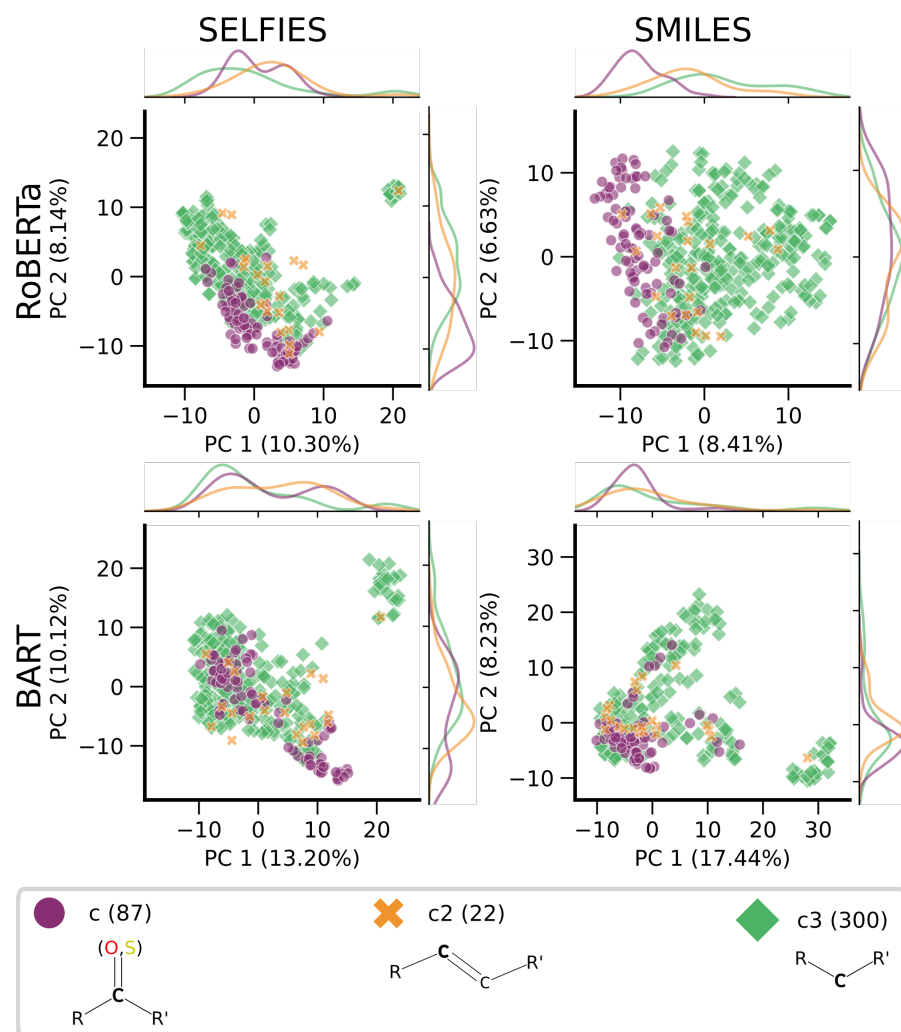 SELFIES SMILES
RoBERTa
PC 2 (8.14%)
20
10
0
−10
−10 0 10 20
PC 1 (10.30%)
PC 2 (6.63%)
10
0
−10
−10 0 10
PC 1 (8.41%)
BART
PC 2 (10.12%)
20
10
0
−10
−10 0 10 20
PC 1 (13.20%)
PC 2 (8.23%)
30
20
10
0
−10
−10 0 10 20 30
PC 1 (17.44%)
c (87) c2 (22) c3 (300)
(O,S)
C
R R'
C
R C R'
R R'
C